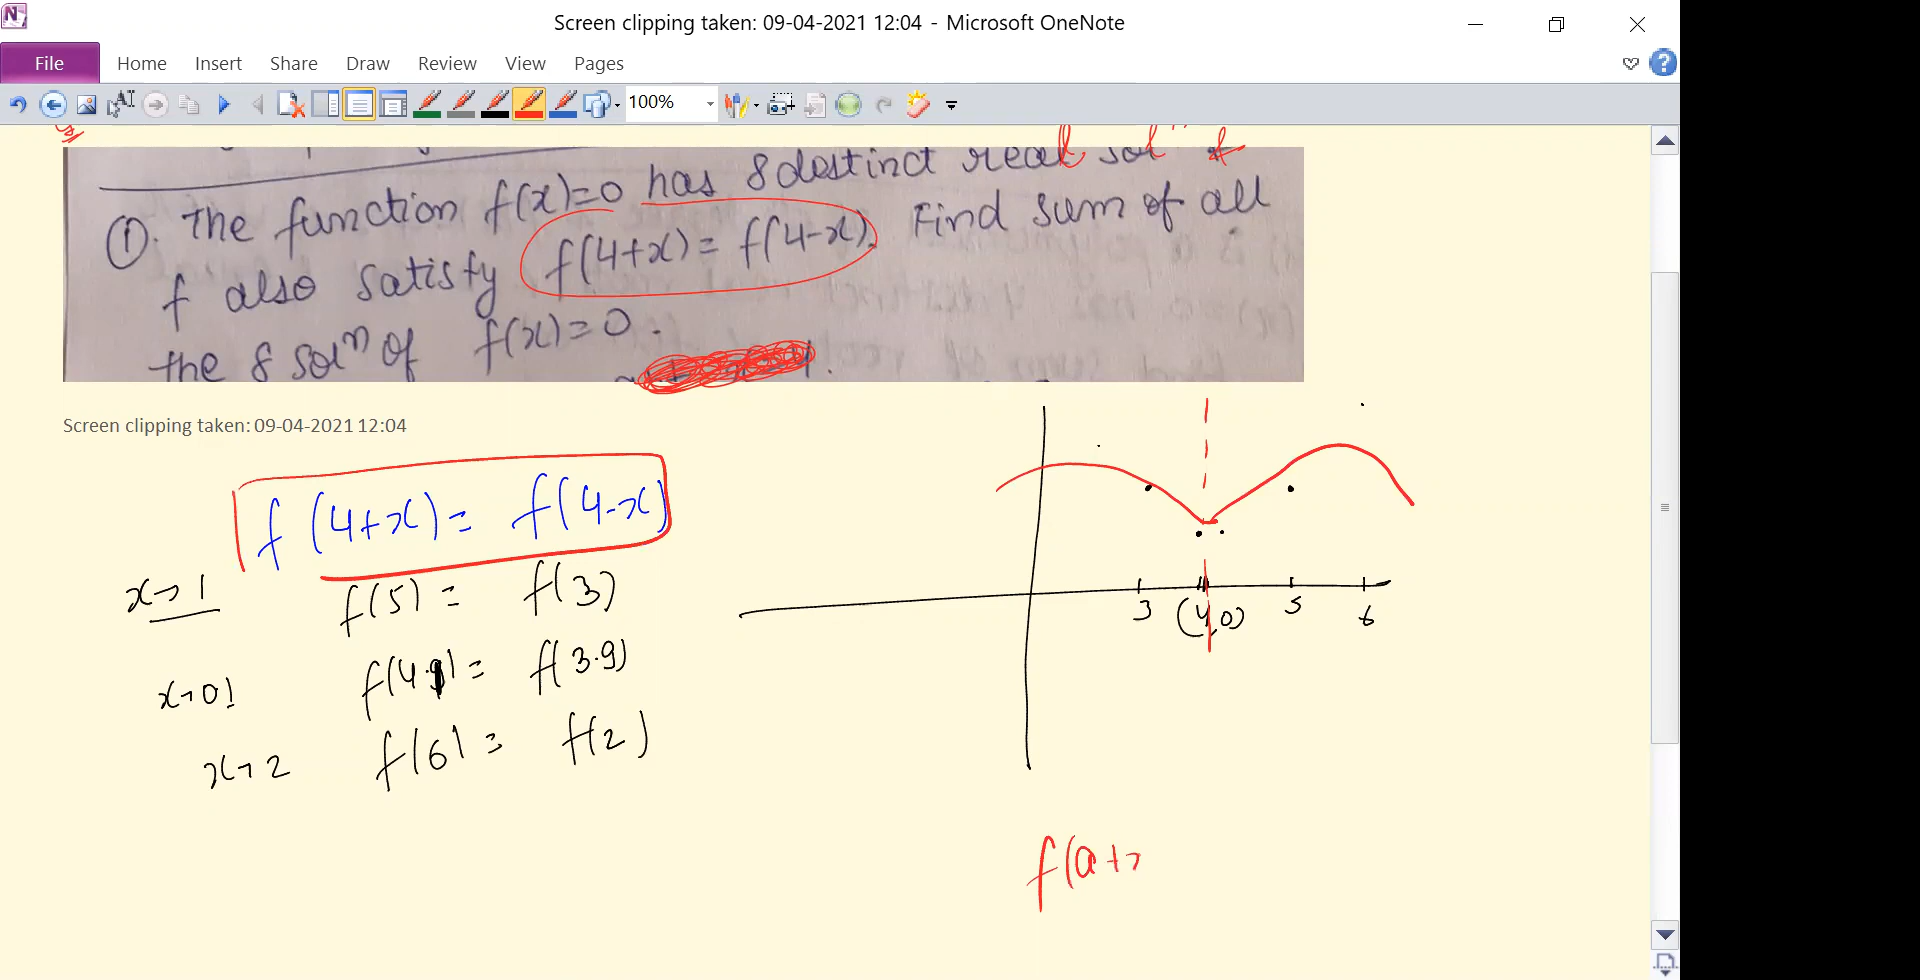 Screen clipping taken: 09-04-2021 12:04 - Microsoft OneNote
File Home Insert Share Draw Review View Pages
100%
①. The function f(x)=0 has 8 destinct real solⁿ
f also satisfy f(4+x) = f(4-x). Find sum of all
the 8 solⁿ of f(x)=0.
Screen clipping taken: 09-04-2021 12:04
f(4+x) = f(4-x)
x→1 f(5) = f(3)
x→0.1 f(4.1) = f(3.9)
x→2 f(6) = f(2)
3 (4,0) 5 6
f(a+x